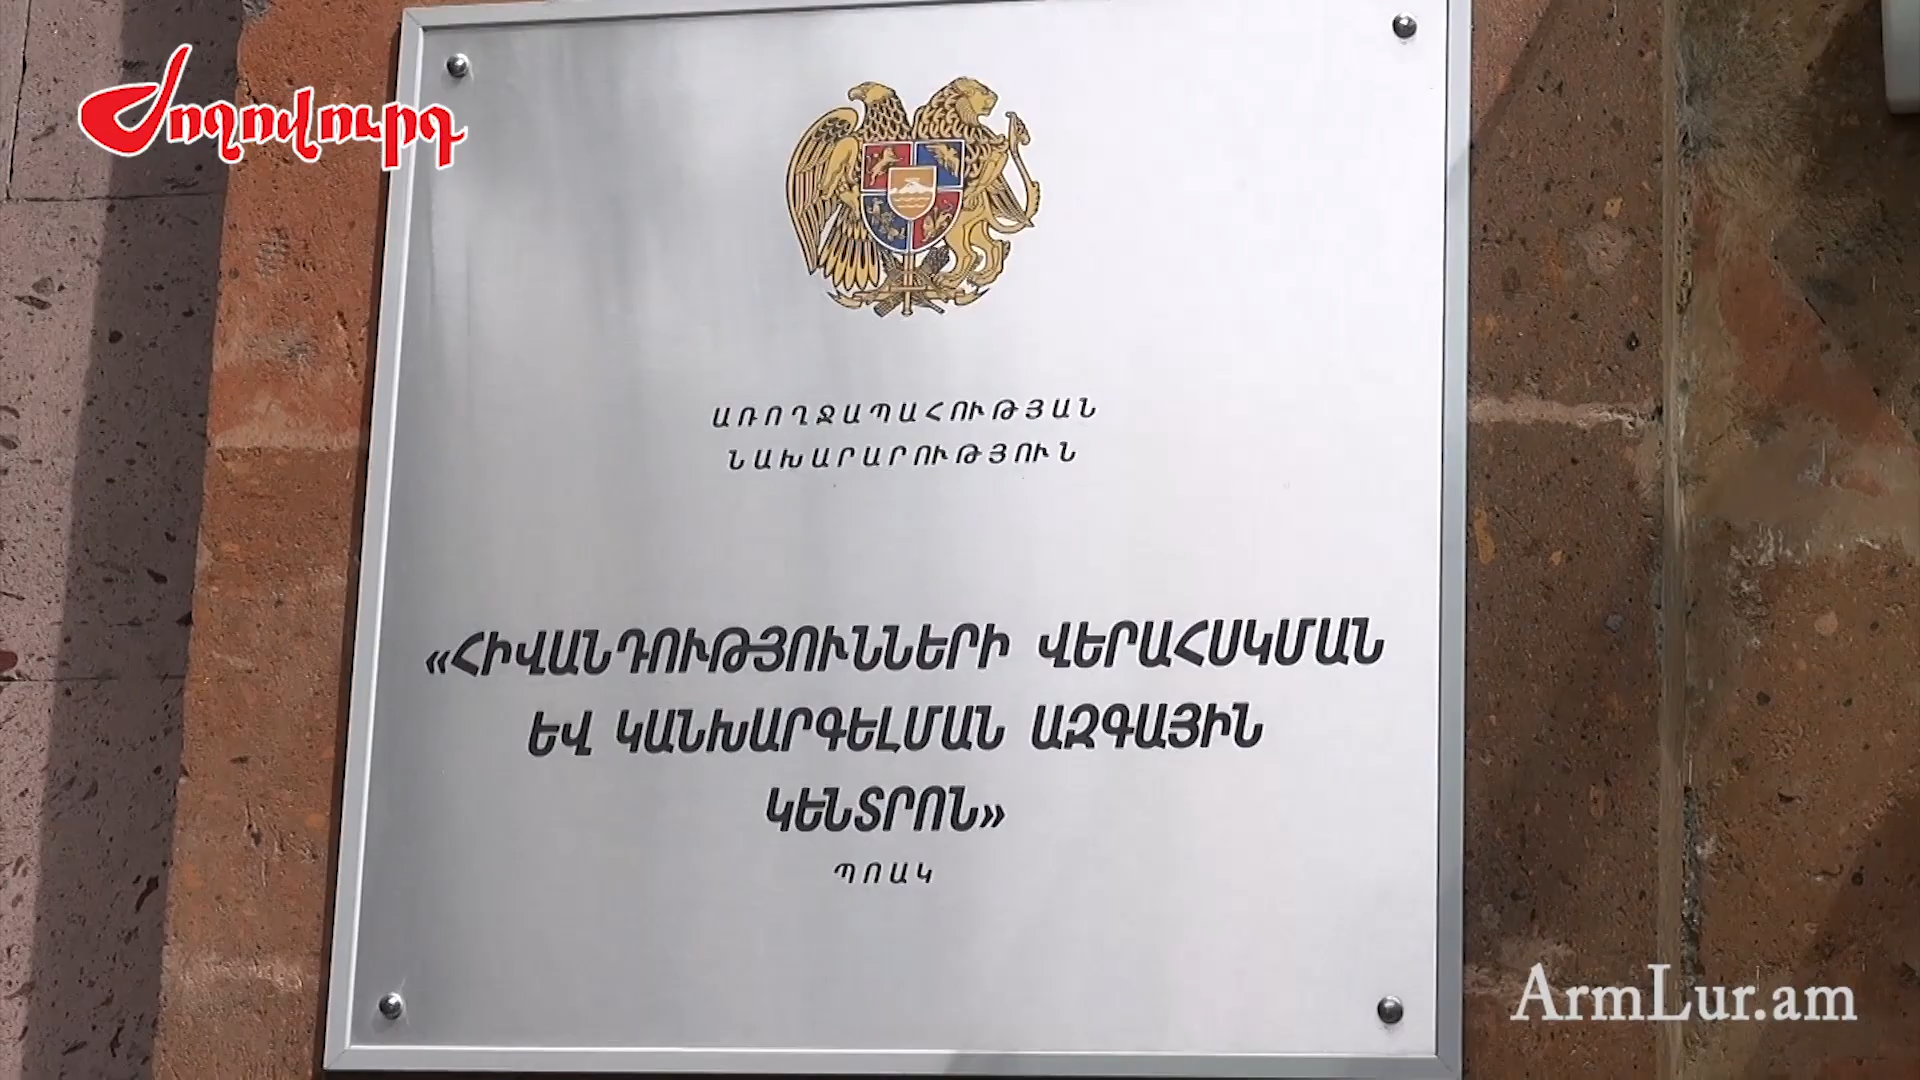 Ժողովուրդ
ԱՌՈՂՋԱՊԱՀՈՒԹՅԱՆ
ՆԱԽԱՐԱՐՈՒԹՅՈՒՆ
«ՀԻՎԱՆԴՈՒԹՅՈՒՆՆԵՐԻ ՎԵՐԱՀՍԿՄԱՆ
ԵՎ ԿԱՆԽԱՐԳԵԼՄԱՆ ԱԶԳԱՅԻՆ
ԿԵՆՏՐՈՆ»
ՊՈԱԿ
ArmLur.am